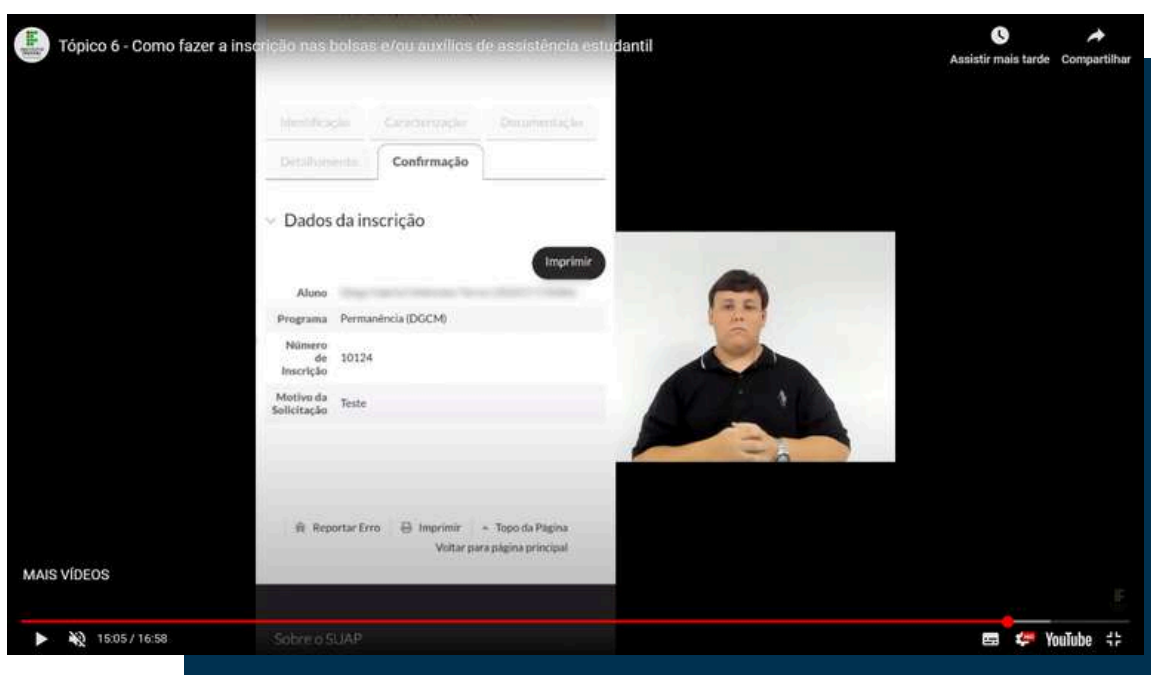 Tópico 6 - Como fazer a inscrição nas bolsas e/ou auxílios de assistência estudantil
Assistir mais tarde Compartilhar
Identificação Caracterização Documentação
Detalhamento Confirmação
Dados da inscrição
Imprimir
Aluno
Programa Permanência (DGCM)
Número
de 10124
Inscrição
Motivo da
Solicitação Teste
Reportar Erro Imprimir Topo da Página
Voltar para página principal
MAIS VÍDEOS
15:05 / 16:58
Sobre o SUAP
YouTube